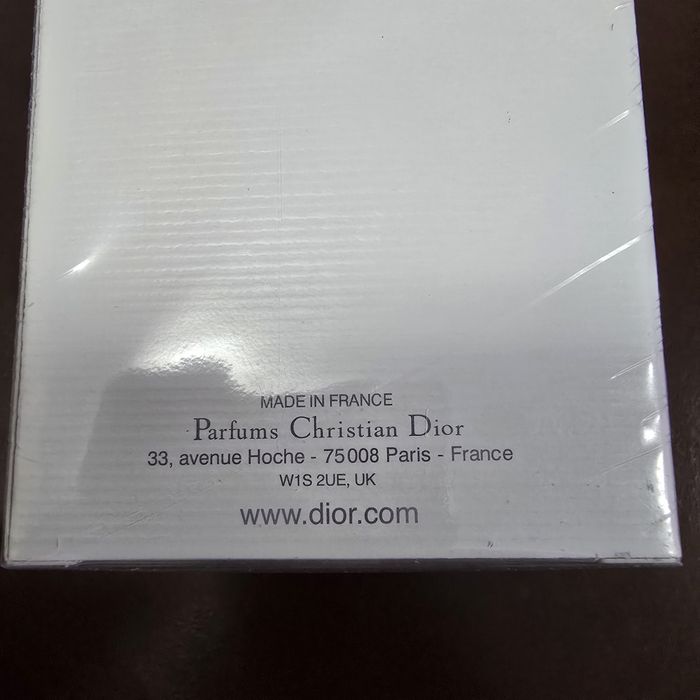 MADE IN FRANCE
Parfums Christian Dior
33, avenue Hoche - 75008 Paris - France
W1S 2UE, UK
www.dior.com